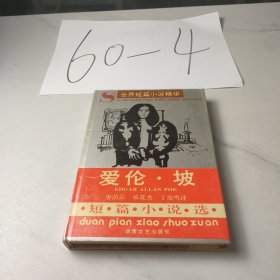 60-4
世界短篇小说精华
爱伦·坡
EDGAR ALLAN POE
·短·篇·小·说·选·
duan pian xiao shuo xuan
湖南文艺出版社